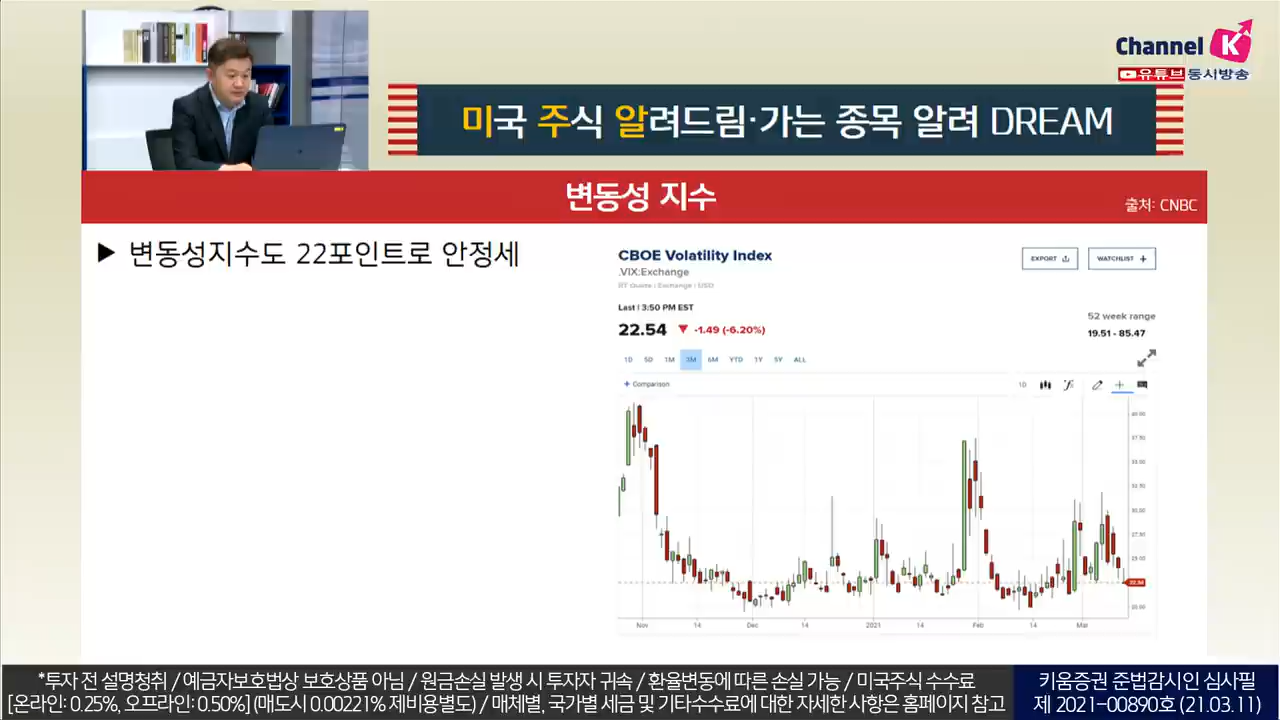 Channel K
유튜브 동시방송
미국 주식 알려드림·가는 종목 알려 DREAM
변동성 지수
출처: CNBC
▶ 변동성지수도 22포인트로 안정세
CBOE Volatility Index
.VIX:Exchange
RT Quote | Exchange | USD
EXPORT
WATCHLIST +
Last | 3:50 PM EST
22.54 ▼ -1.49 (-6.20%)
52 week range
19.51 - 85.47
1D 5D 1M 3M 6M YTD 1Y 5Y ALL
+ Comparison
1D
22.54
Nov 14 Dec 14 2021 14 Feb 14 Mar
*투자 전 설명청취 / 예금자보호법상 보호상품 아님 / 원금손실 발생 시 투자자 귀속 / 환율변동에 따른 손실 가능 / 미국주식 수수료
[온라인: 0.25%, 오프라인: 0.50%] (매도시 0.00221% 제비용별도) / 매체별, 국가별 세금 및 기타수수료에 대한 자세한 사항은 홈페이지 참고
키움증권 준법감시인 심사필
제 2021-00890호 (21.03.11)